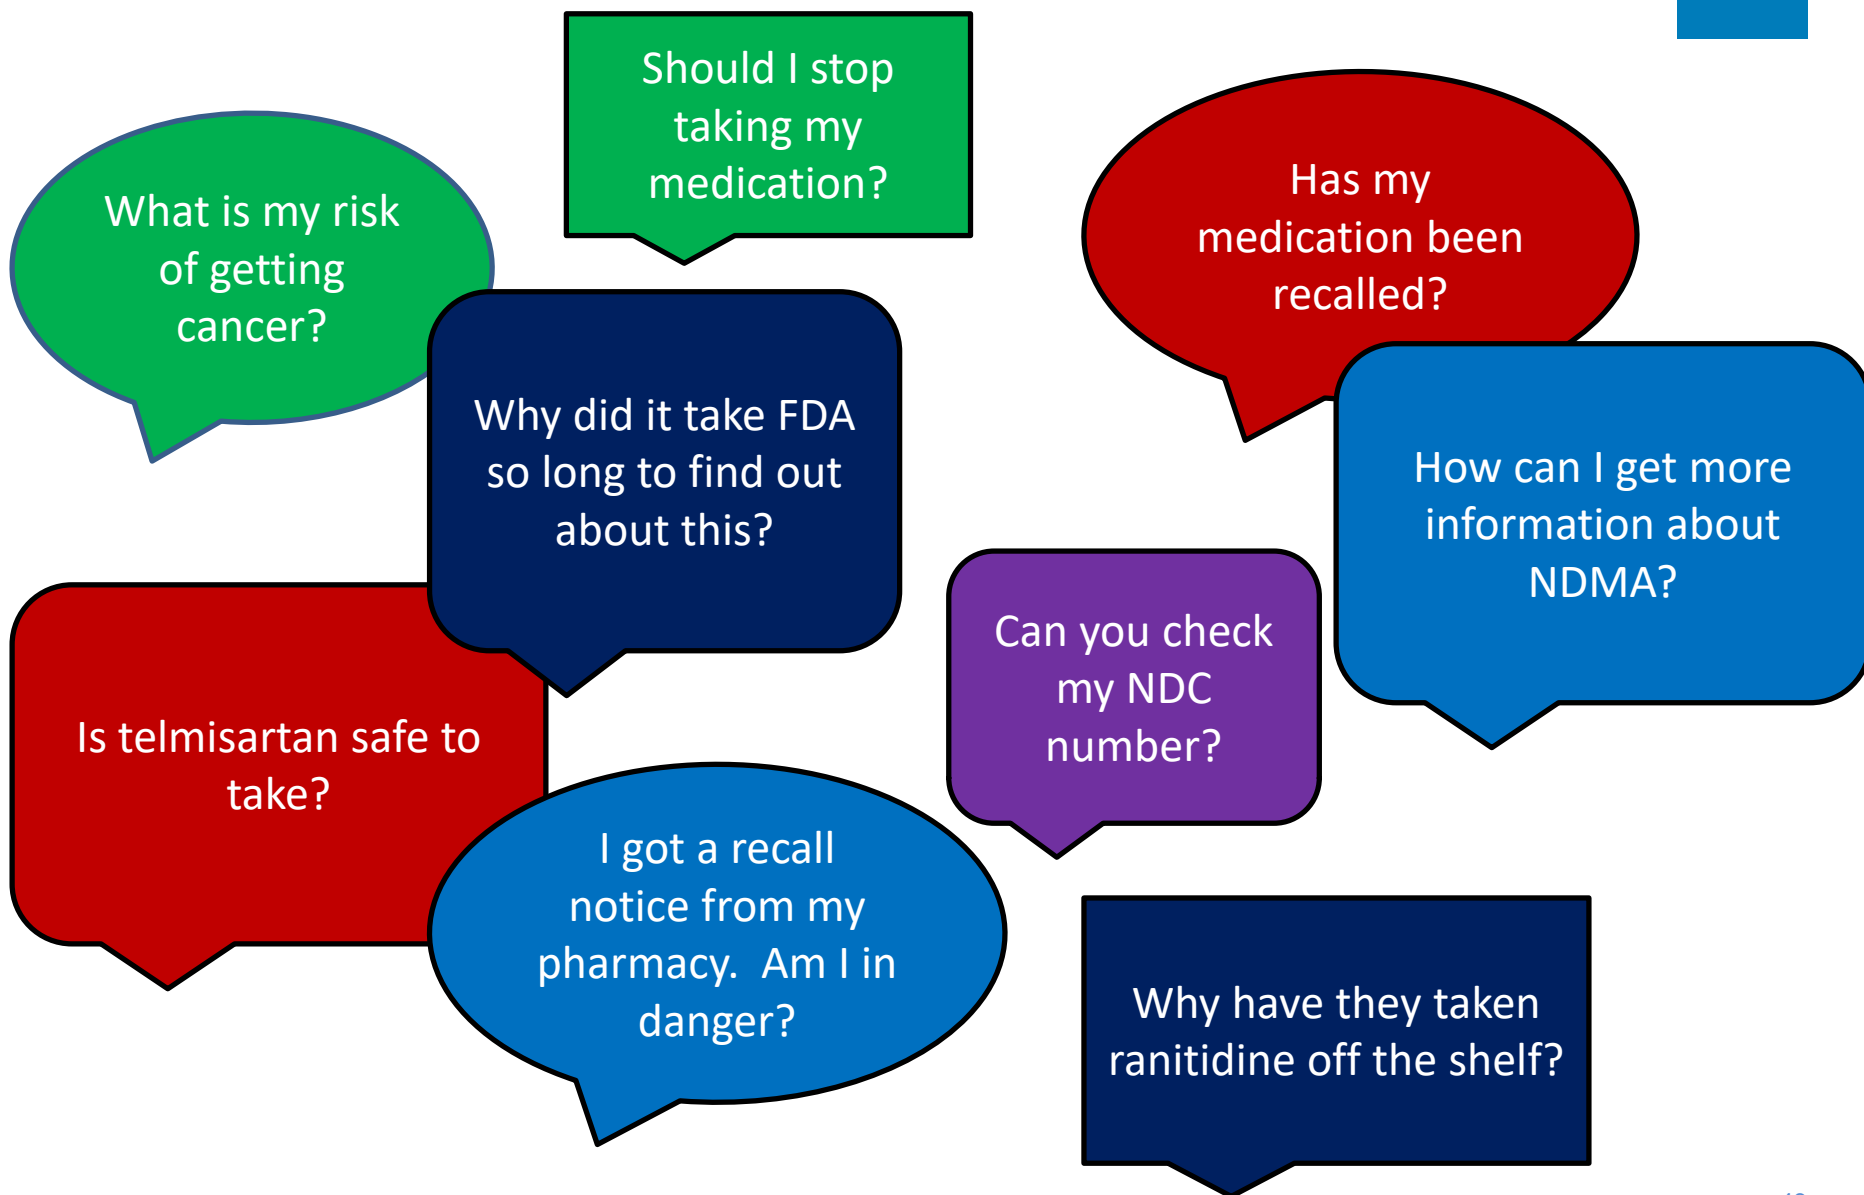 Should I stop
taking my
medication?
What is my risk
of getting
cancer?
Has my
medication been
recalled?
Why did it take FDA
so long to find out
about this?
How can I get more
information about
NDMA?
Can you check
my NDC
number?
Is telmisartan safe to
take?
I got a recall
notice from my
pharmacy.  Am I in
danger?
Why have they taken
ranitidine off the shelf?